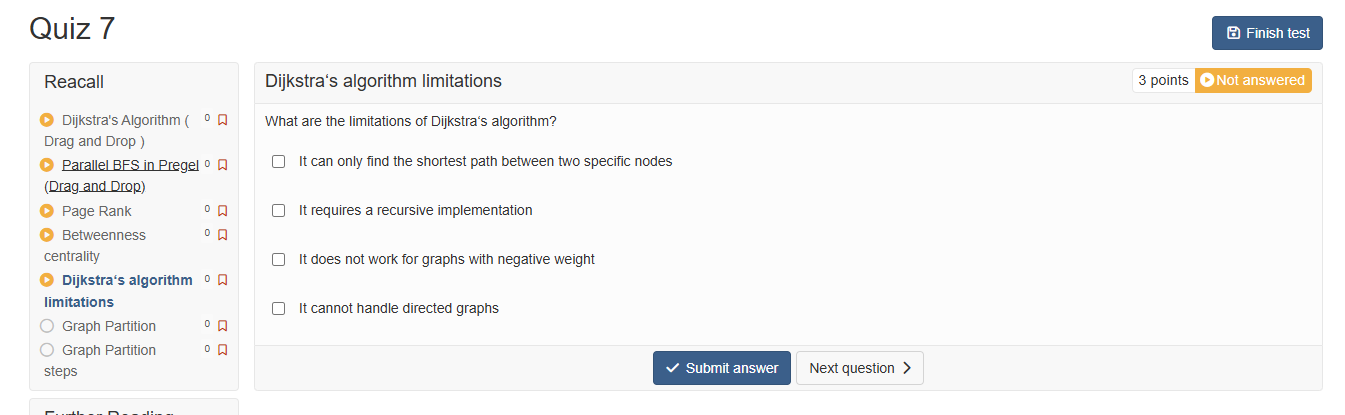 Quiz 7
Finish test
Reacall
Dijkstra's Algorithm ( 0
Drag and Drop )
Parallel BFS in Pregel 0
(Drag and Drop)
Page Rank 0
Betweenness 0
centrality
Dijkstra‘s algorithm 0
limitations
Graph Partition 0
Graph Partition 0
steps
Further Reading
Dijkstra‘s algorithm limitations
3 points Not answered
What are the limitations of Dijkstra‘s algorithm?
It can only find the shortest path between two specific nodes
It requires a recursive implementation
It does not work for graphs with negative weight
It cannot handle directed graphs
Submit answer Next question